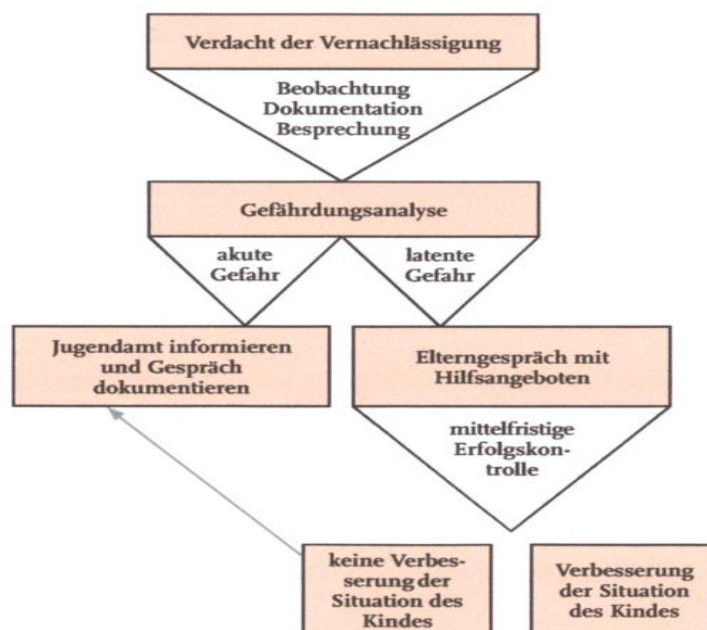 Verdacht der Vernachlässigung
Beobachtung
Dokumentation
Besprechung
Gefährdungsanalyse
akute
Gefahr
latente
Gefahr
Jugendamt informieren
und Gespräch
dokumentieren
Elterngespräch mit
Hilfsangeboten
mittelfristige
Erfolgskon-
trolle
keine Verbes-
serung der
Situation des
Kindes
Verbesserung
der Situation
des Kindes